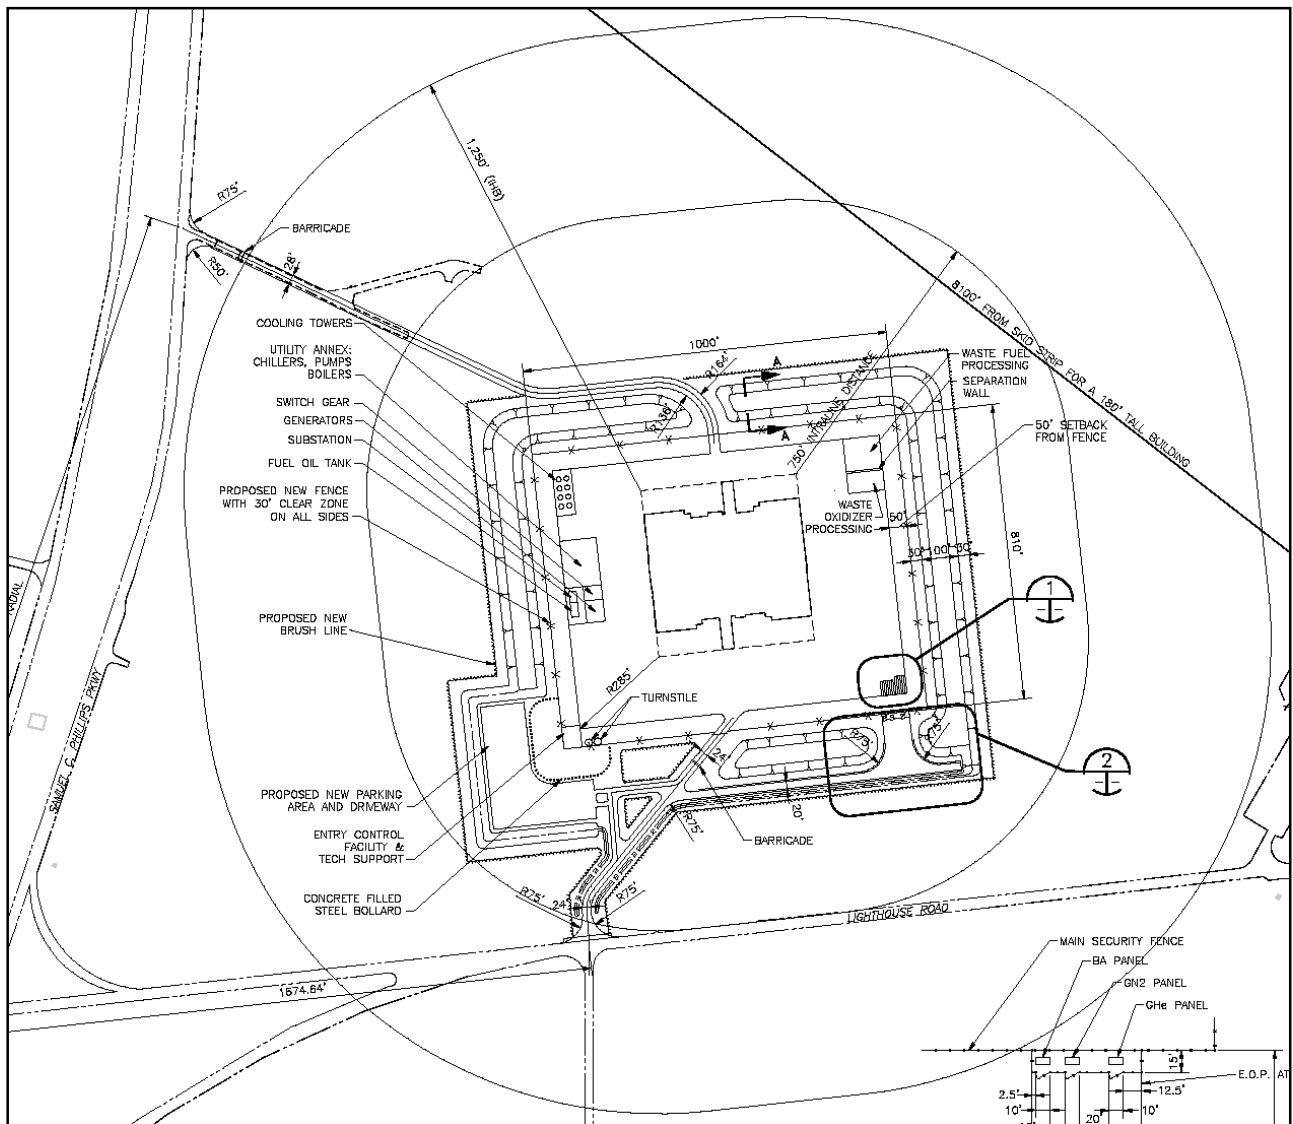 R75'
BARRICADE
R50'
28'
1,250' (IHB)
8100' FROM SKID STRIP FOR A 180' TALL BUILDING
COOLING TOWERS
UTILITY ANNEX:
CHILLERS, PUMPS
BOILERS
SWITCH GEAR
GENERATORS
SUBSTATION
FUEL OIL TANK
PROPOSED NEW FENCE
WITH 30' CLEAR ZONE
ON ALL SIDES
PROPOSED NEW
BRUSH LINE
1000'
R164'
R136'
A
A
750' INTRALINE DISTANCE
WASTE FUEL
PROCESSING
SEPARATION
WALL
50' SETBACK
FROM FENCE
WASTE
OXIDIZER
PROCESSING
50'
30'
100'
30'
810'
1
RADIAL
SAMUEL C. PHILLIPS PKWY
R285'
TURNSTILE
24'
R75'
R75'
2
PROPOSED NEW PARKING
AREA AND DRIVEWAY
20'
R75'
BARRICADE
ENTRY CONTROL
FACILITY &
TECH SUPPORT
CONCRETE FILLED
STEEL BOLLARD
R75'
24'
R75'
LIGHTHOUSE ROAD
1674.64'
MAIN SECURITY FENCE
BA PANEL
GN2 PANEL
GHe PANEL
15'
E.O.P. AT
2.5'
12.5'
10'
10'
20'